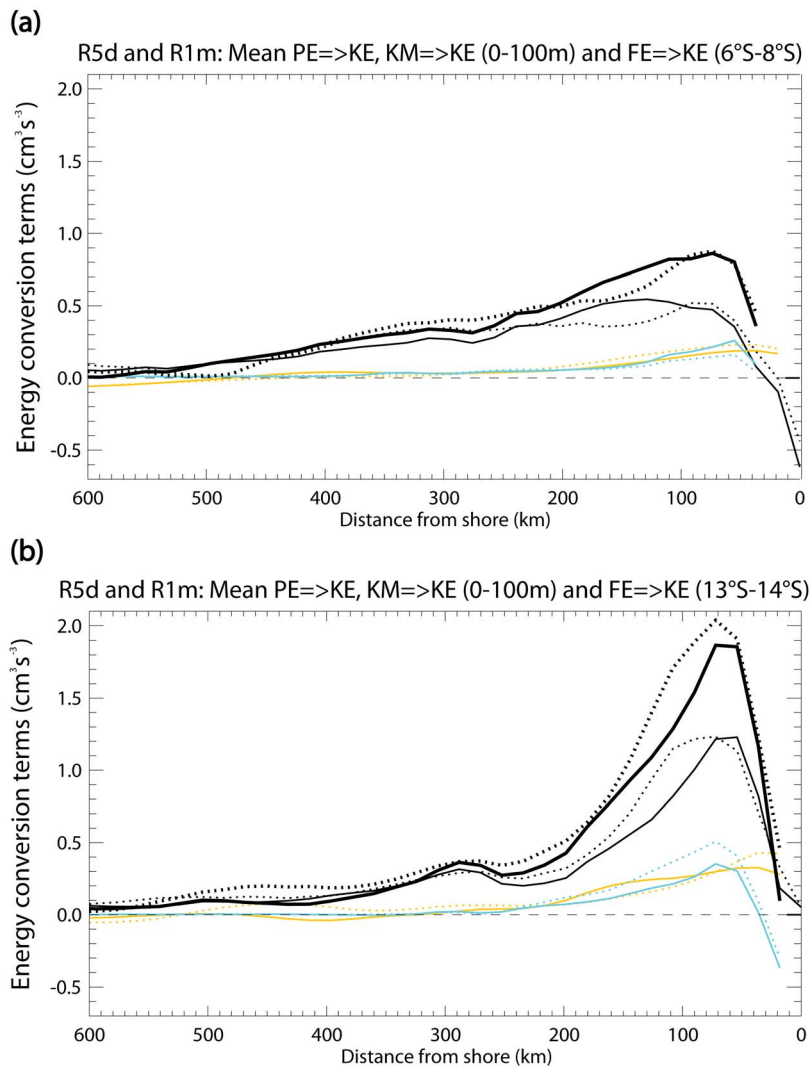 (a)
R5d and R1m: Mean PE=>KE, KM=>KE (0-100m) and FE=>KE (6°S-8°S)
Energy conversion terms (cm³s⁻³)
2.0
1.5
1.0
0.5
0.0
-0.5
600 500 400 300 200 100 0
Distance from shore (km)
(b)
R5d and R1m: Mean PE=>KE, KM=>KE (0-100m) and FE=>KE (13°S-14°S)
Energy conversion terms (cm³s⁻³)
2.0
1.5
1.0
0.5
0.0
-0.5
600 500 400 300 200 100 0
Distance from shore (km)